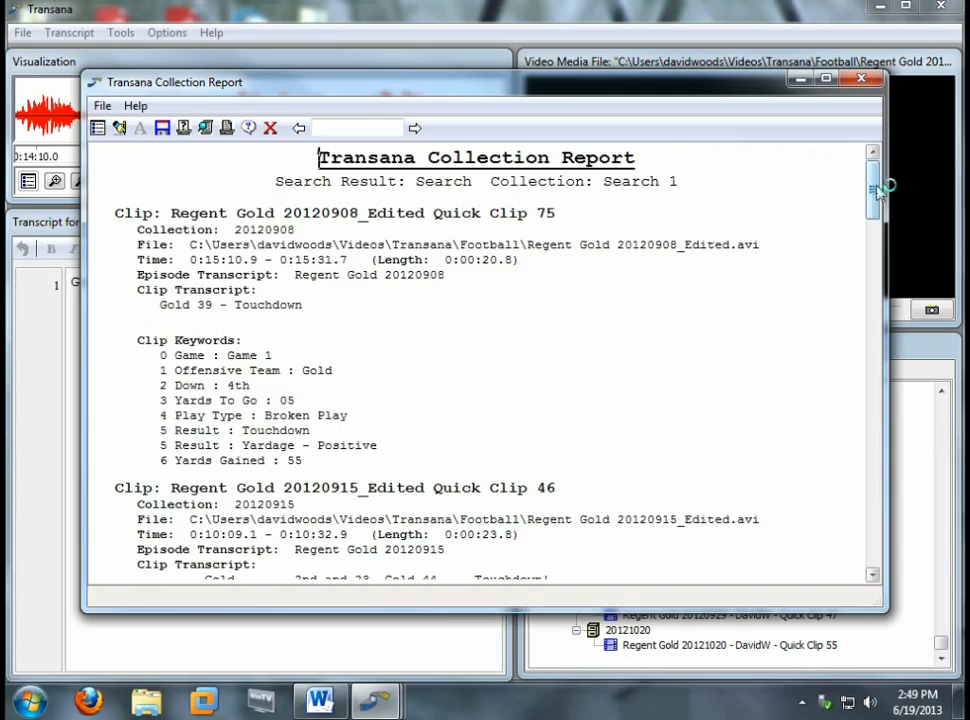 Transana
File Transcript Tools Options Help
Visualization
Video Media File: "C:\Users\davidwoods\Videos\Transana\Football\Regent Gold 201...
Transana Collection Report
File Help
Transana Collection Report
Search Result: Search Collection: Search 1
0:14:10.0
Clip: Regent Gold 20120908_Edited Quick Clip 75
Collection: 20120908
File: C:\Users\davidwoods\Videos\Transana\Football\Regent Gold 20120908_Edited.avi
Time: 0:15:10.9 - 0:15:31.7 (Length: 0:00:20.8)
Episode Transcript: Regent Gold 20120908
Clip Transcript:
Gold 39 - Touchdown
Transcript for
1 G
Clip Keywords:
0 Game : Game 1
1 Offensive Team : Gold
2 Down : 4th
3 Yards To Go : 05
4 Play Type : Broken Play
5 Result : Touchdown
5 Result : Yardage - Positive
6 Yards Gained : 55
Clip: Regent Gold 20120915_Edited Quick Clip 46
Collection: 20120915
File: C:\Users\davidwoods\Videos\Transana\Football\Regent Gold 20120915_Edited.avi
Time: 0:10:09.1 - 0:10:32.9 (Length: 0:00:23.8)
Episode Transcript: Regent Gold 20120915
Clip Transcript:
Gold 2nd and 23 Gold 44 Touchdown!
Regent Gold 20120929 - DavidW - Quick Clip 47
20121020
Regent Gold 20121020 - DavidW - Quick Clip 55
2:49 PM
6/19/2013